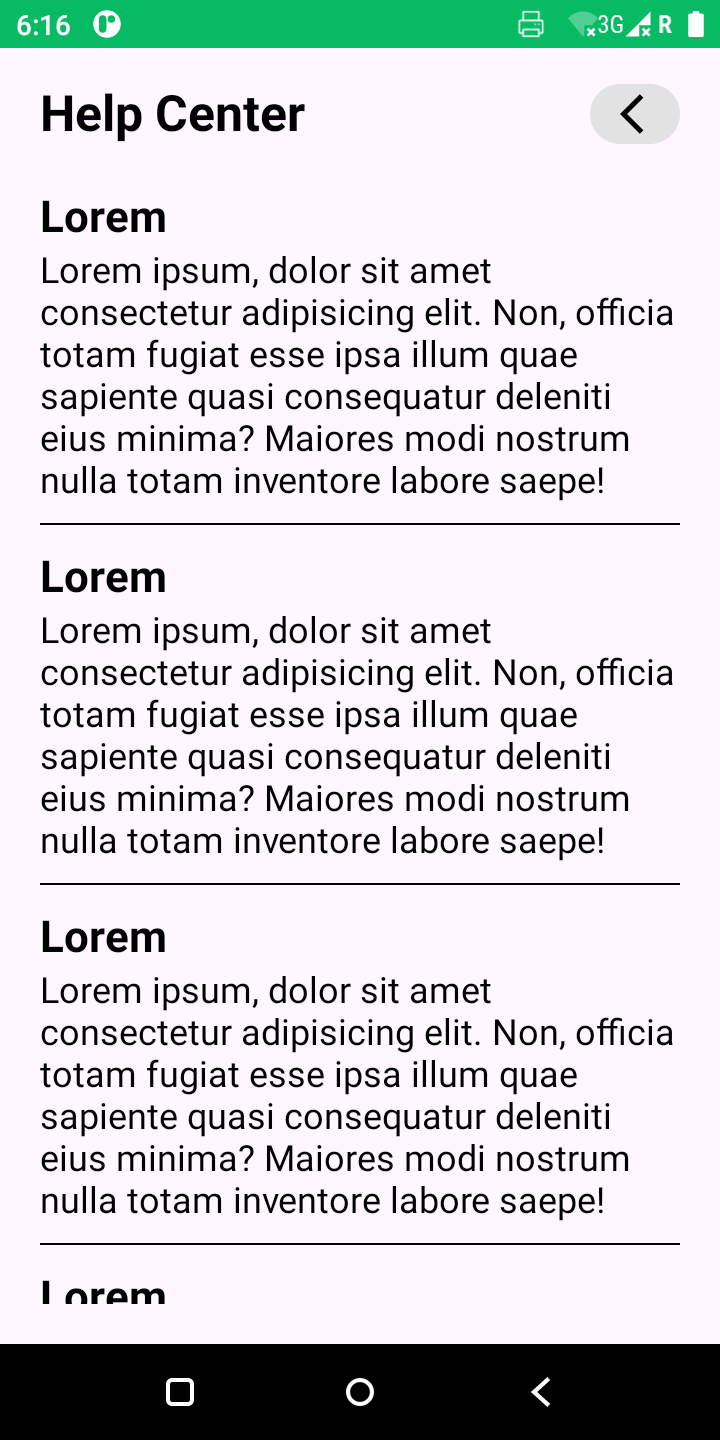 6:16
3G R
Help Center
Lorem
Lorem ipsum, dolor sit amet
consectetur adipisicing elit. Non, officia
totam fugiat esse ipsa illum quae
sapiente quasi consequatur deleniti
eius minima? Maiores modi nostrum
nulla totam inventore labore saepe!
Lorem
Lorem ipsum, dolor sit amet
consectetur adipisicing elit. Non, officia
totam fugiat esse ipsa illum quae
sapiente quasi consequatur deleniti
eius minima? Maiores modi nostrum
nulla totam inventore labore saepe!
Lorem
Lorem ipsum, dolor sit amet
consectetur adipisicing elit. Non, officia
totam fugiat esse ipsa illum quae
sapiente quasi consequatur deleniti
eius minima? Maiores modi nostrum
nulla totam inventore labore saepe!
Lorem